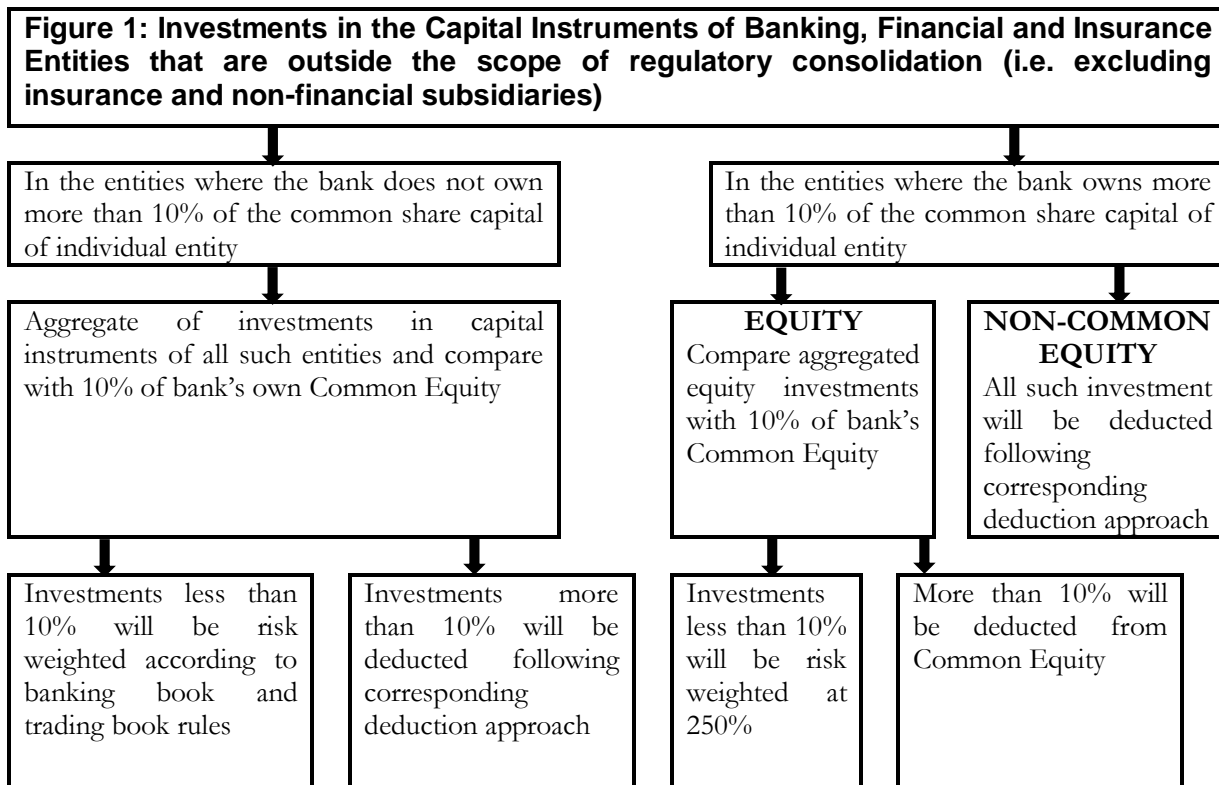 Figure 1: Investments in the Capital Instruments of Banking, Financial and Insurance
Entities that are outside the scope of regulatory consolidation (i.e. excluding
insurance and non-financial subsidiaries)
In the entities where the bank does not own
more than 10% of the common share capital
of individual entity
In the entities where the bank owns more
than 10% of the common share capital of
individual entity
Aggregate of investments in capital
instruments of all such entities and compare
with 10% of bank's own Common Equity
EQUITY
Compare aggregated
equity investments
with 10% of bank's
Common Equity
NON-COMMON
EQUITY
All such investment
will be deducted
following
corresponding
deduction approach
Investments less than
10% will be risk
weighted according to
banking book and
trading book rules
Investments more
than 10% will be
deducted following
corresponding
deduction approach
Investments
less than 10%
will be risk
weighted at
250%
More than 10% will
be deducted from
Common Equity